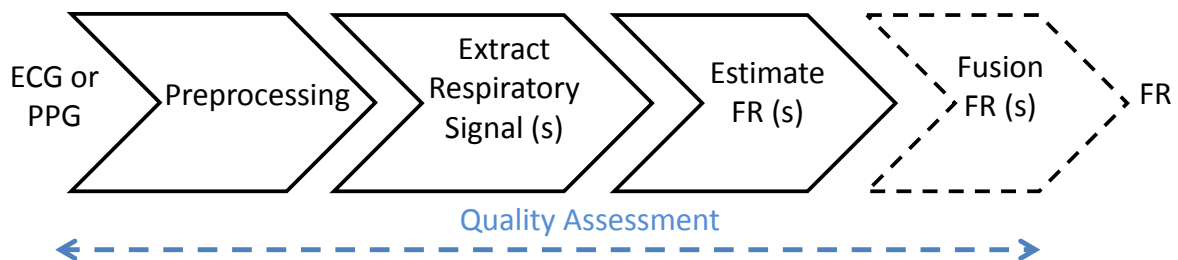 ECG or
PPG
Preprocessing
Extract
Respiratory
Signal (s)
Estimate
FR (s)
Fusion
FR (s)
FR
Quality Assessment